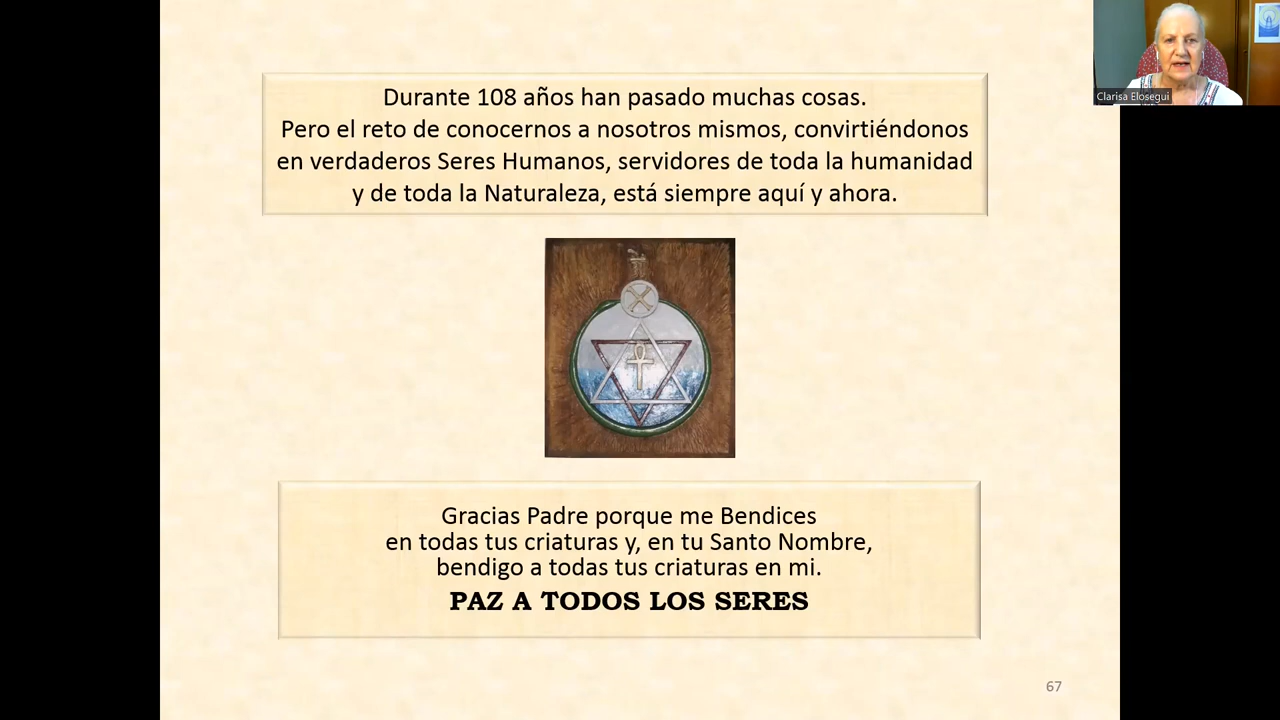 Durante 108 años han pasado muchas cosas.
Pero el reto de conocernos a nosotros mismos, convirtiéndonos
en verdaderos Seres Humanos, servidores de toda la humanidad
y de toda la Naturaleza, está siempre aquí y ahora.
Clarisa Elosegui
Gracias Padre porque me Bendices
en todas tus criaturas y, en tu Santo Nombre,
bendigo a todas tus criaturas en mi.
PAZ A TODOS LOS SERES
67